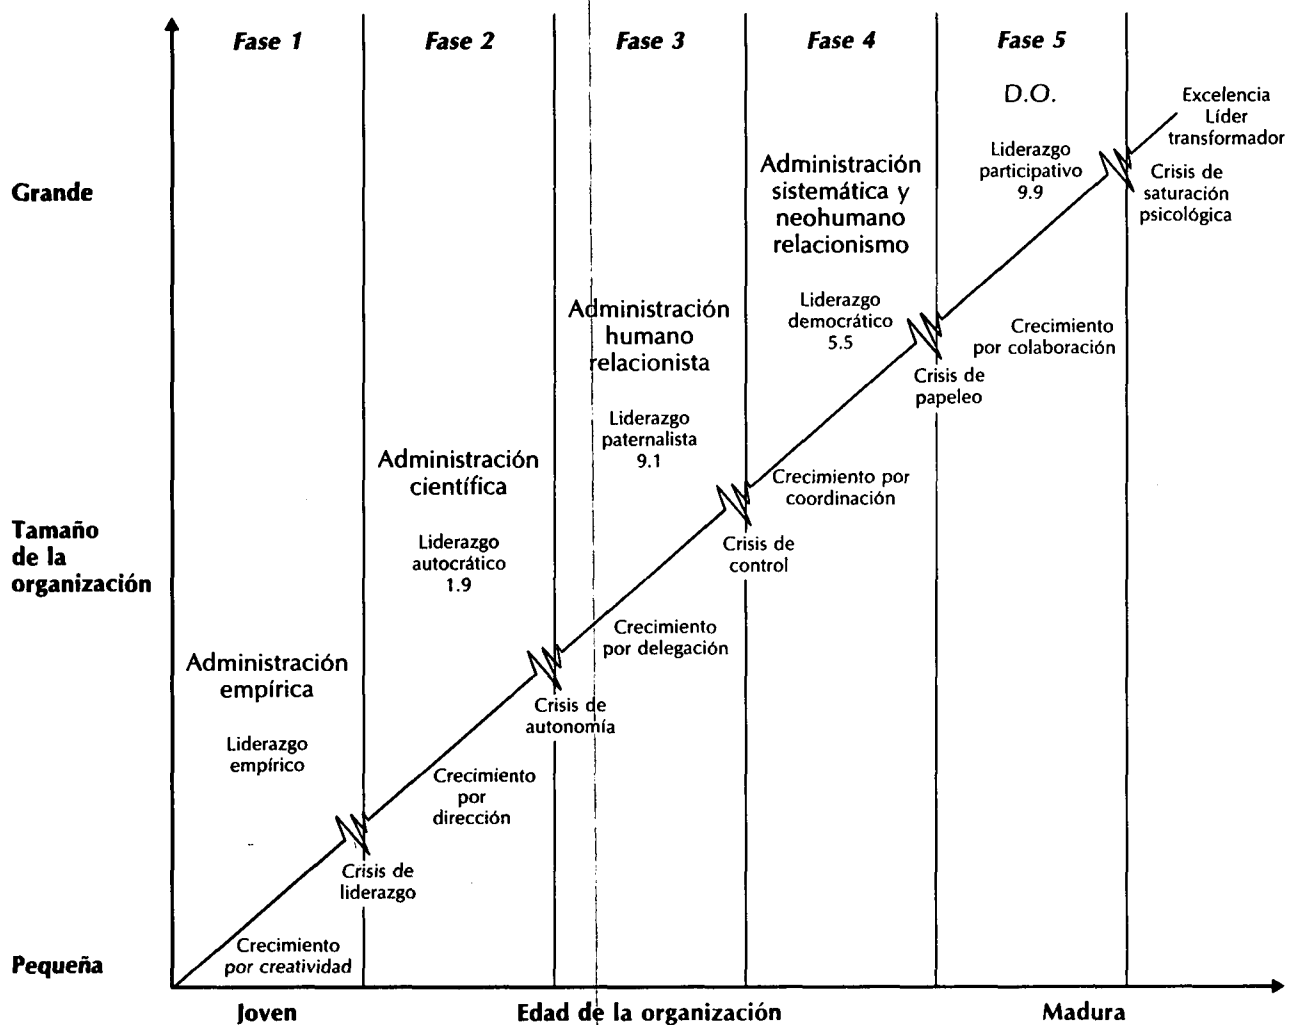 Fase 1
Fase 2
Fase 3
Fase 4
Fase 5
D.O.
Excelencia
Líder
transformador
Liderazgo
participativo
9.9
Crisis de
saturación
psicológica
Grande
Administración
sistemática y
neohumano
relacionismo
Liderazgo
democrático
5.5
Crecimiento
por colaboración
Crisis de
papeleo
Administración
humano
relacionista
Liderazgo
paternalista
9.1
Crecimiento por
coordinación
Crisis de
control
Administración
científica
Liderazgo
autocrático
1.9
Tamaño
de la
organización
Crecimiento
por delegación
Crisis de
autonomía
Administración
empírica
Liderazgo
empírico
Crecimiento
por
dirección
Crisis de
liderazgo
Crecimiento
por creatividad
Pequeña
Joven
Edad de la organización
Madura